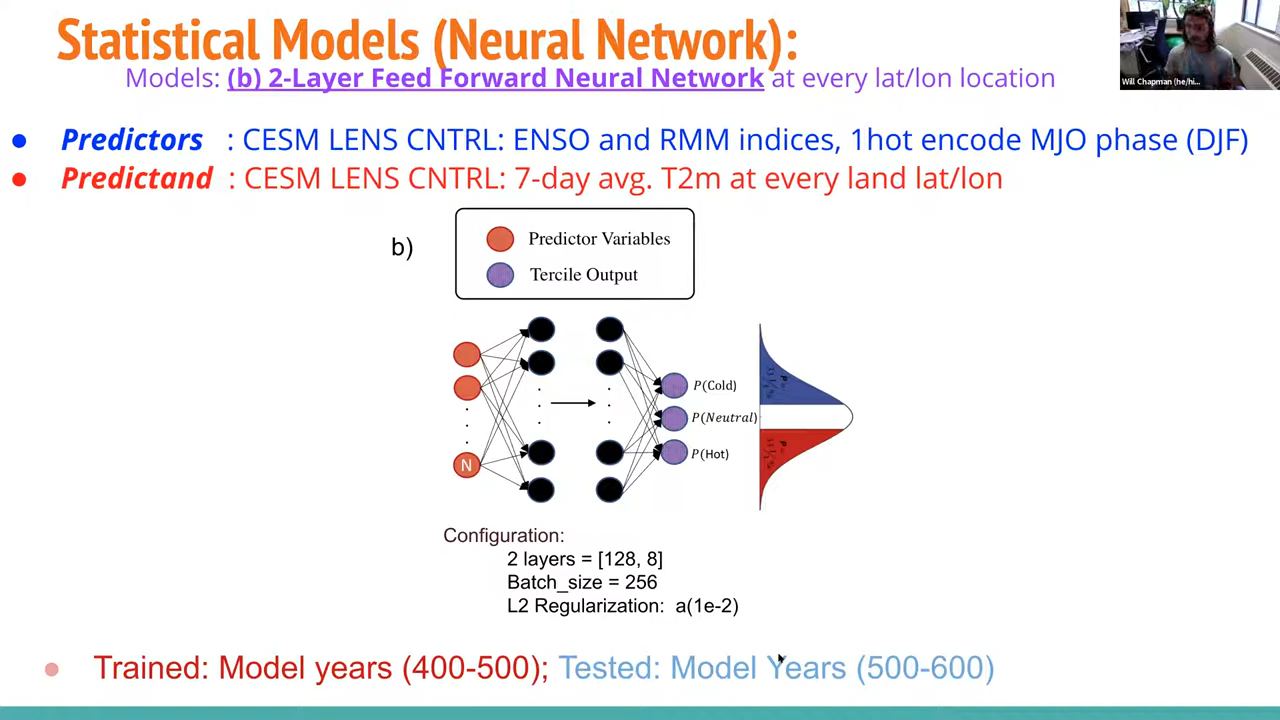 Statistical Models (Neural Network):
Models: (b) 2-Layer Feed Forward Neural Network at every lat/lon location
Will Chapman (he/hi...
● Predictors : CESM LENS CNTRL: ENSO and RMM indices, 1hot encode MJO phase (DJF)
● Predictand : CESM LENS CNTRL: 7-day avg. T2m at every land lat/lon
b)
Predictor Variables
Tercile Output
P(Cold)
P(Neutral)
P(Hot)
N
Configuration:
2 layers = [128, 8]
Batch_size = 256
L2 Regularization: a(1e-2)
● Trained: Model years (400-500); Tested: Model Years (500-600)